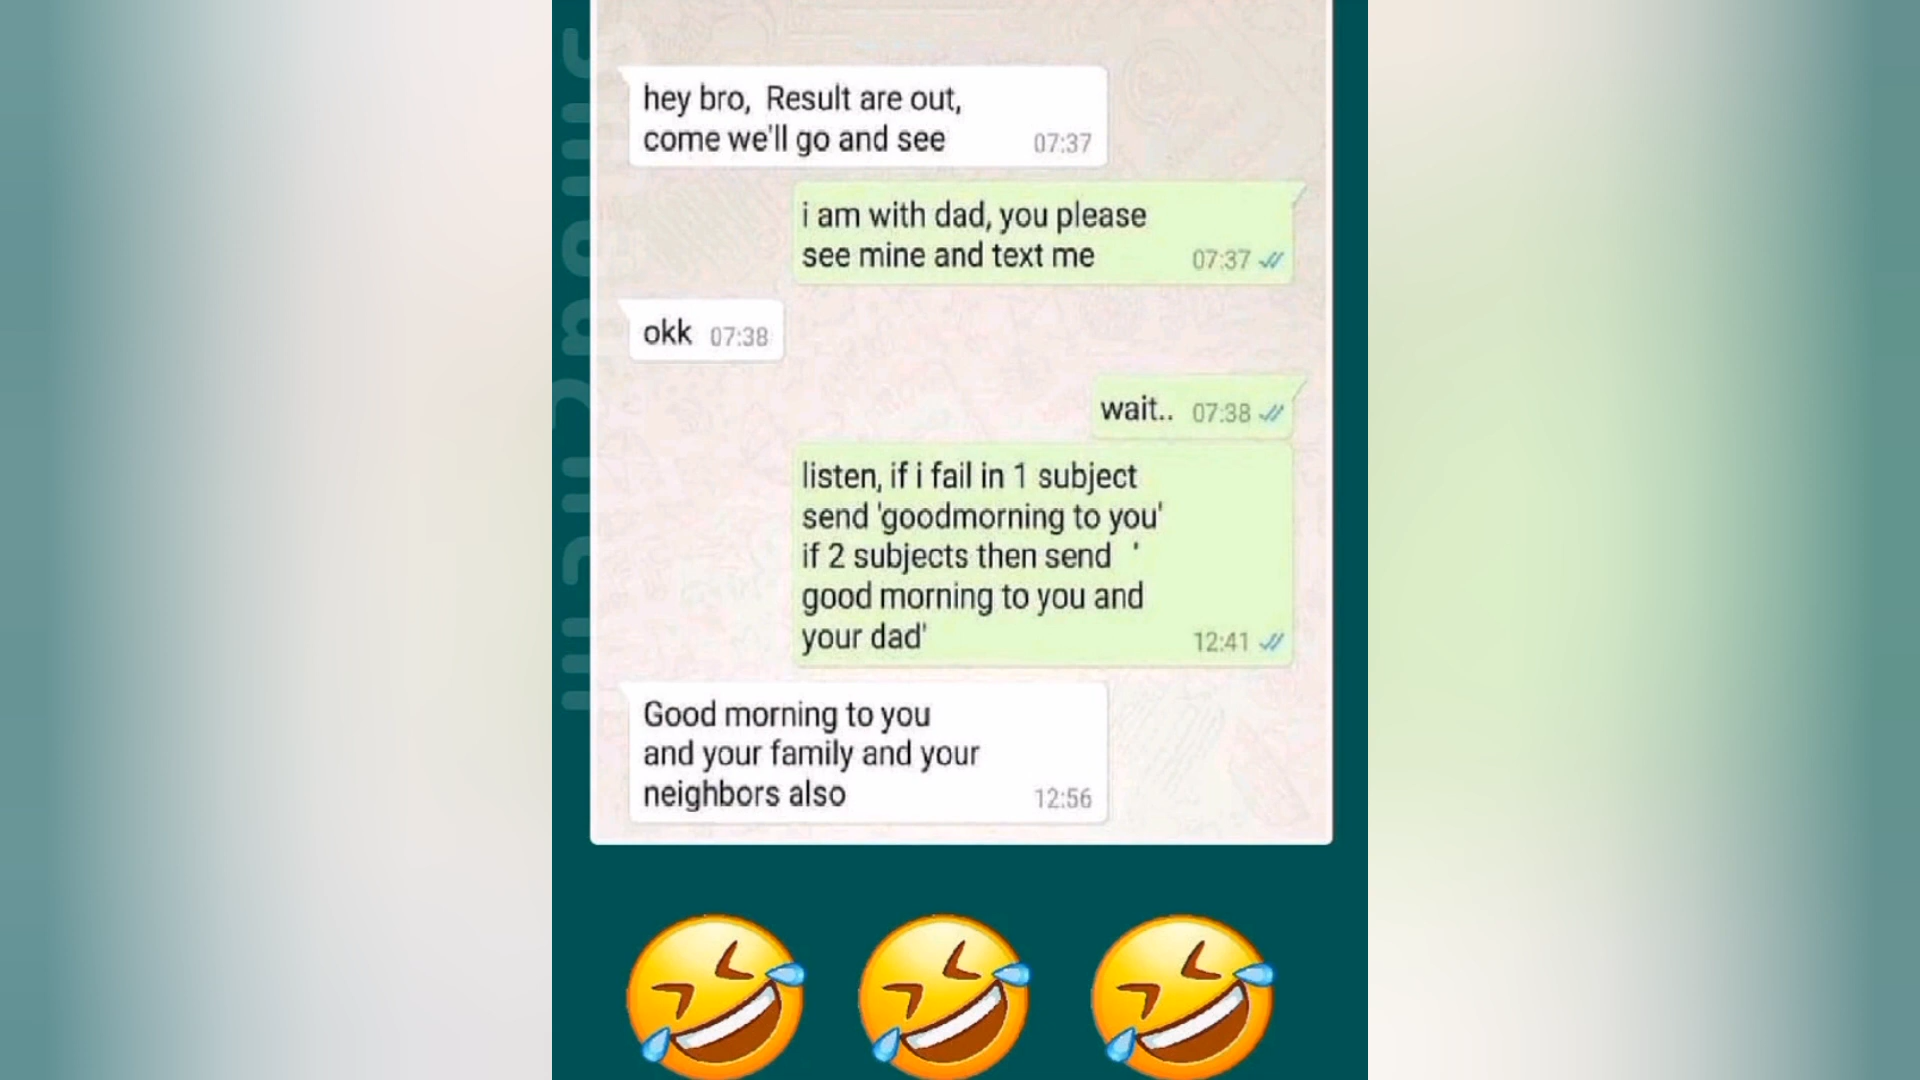 hey bro, Result are out,
come we'll go and see 07:37
i am with dad, you please
see mine and text me 07:37
okk 07:38
wait.. 07:38
listen, if i fail in 1 subject
send 'goodmorning to you'
if 2 subjects then send '
good morning to you and
your dad' 12:41
Good morning to you
and your family and your
neighbors also 12:56